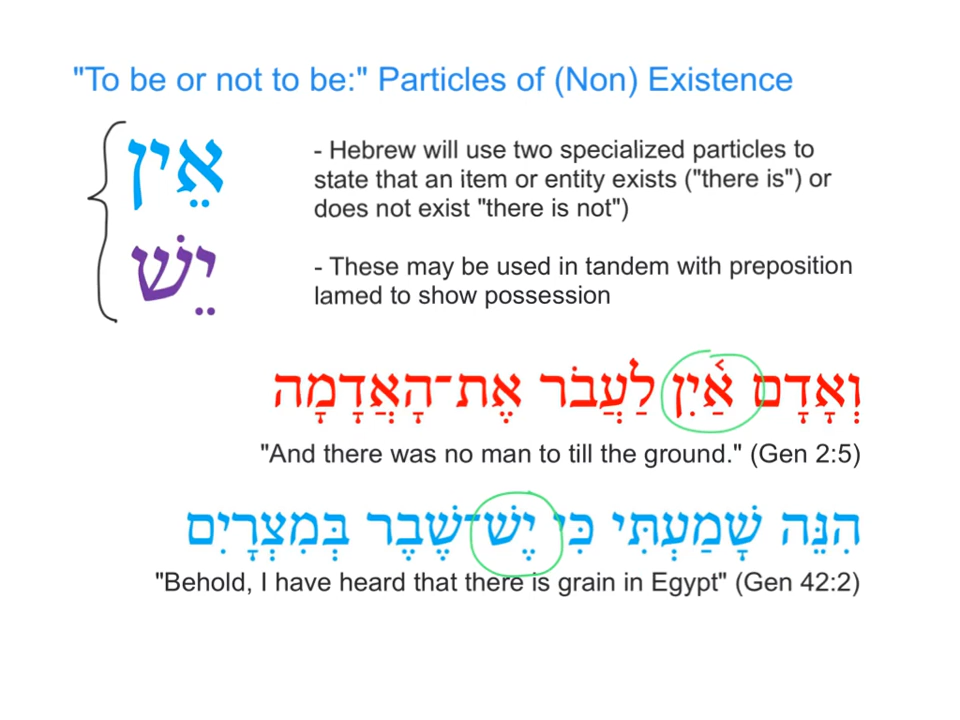 "To be or not to be:" Particles of (Non) Existence
אֵין
- Hebrew will use two specialized particles to
state that an item or entity exists ("there is") or
does not exist "there is not")
יֵשׁ
- These may be used in tandem with preposition
lamed to show possession
וְאָדָם אַ֫יִן לַעֲבֹר אֶת־הָאֲדָמָה
"And there was no man to till the ground." (Gen 2:5)
הִנֵּה שָׁמַעְתִּי כִּי יֶשׁ־שֶׁבֶר בְּמִצְרָיִם
"Behold, I have heard that there is grain in Egypt" (Gen 42:2)